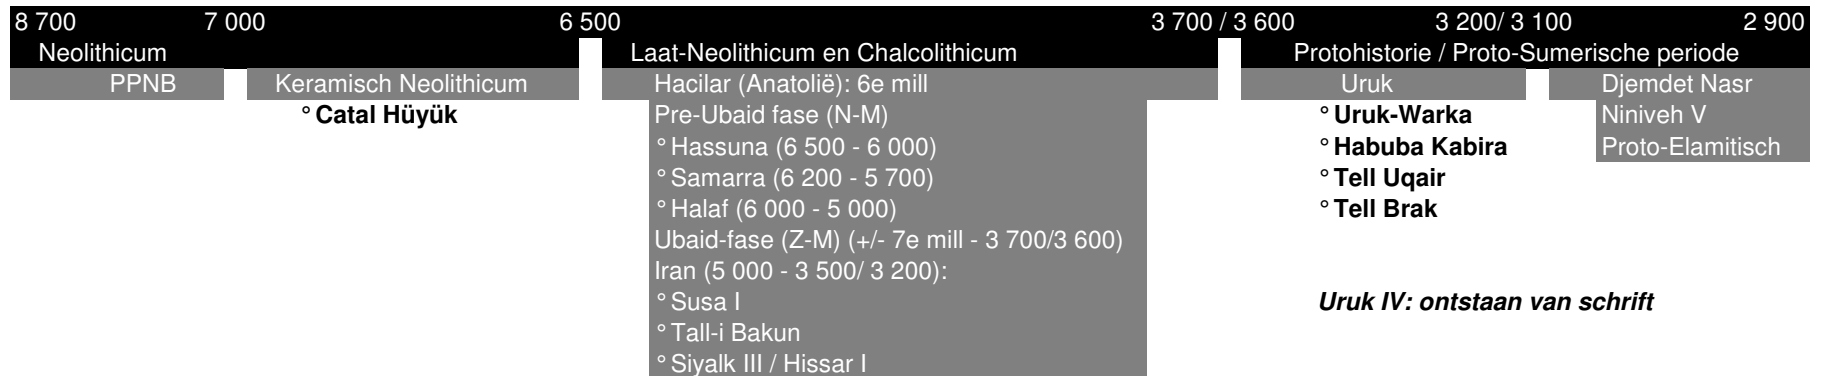 8 700 7 000 6 500 3 700 / 3 600 3 200/ 3 100 2 900
Neolithicum Laat-Neolithicum en Chalcolithicum Protohistorie / Proto-Sumerische periode
PPNB Keramisch Neolithicum Hacilar (Anatolië): 6e mill Uruk Djemdet Nasr
° Catal Hüyük Pre-Ubaid fase (N-M) ° Uruk-Warka Niniveh V
° Hassuna (6 500 - 6 000) ° Habuba Kabira Proto-Elamitisch
° Samarra (6 200 - 5 700) ° Tell Uqair
° Halaf (6 000 - 5 000) ° Tell Brak
Ubaid-fase (Z-M) (+/- 7e mill - 3 700/3 600)
Iran (5 000 - 3 500/ 3 200):
° Susa I Uruk IV: ontstaan van schrift
° Tall-i Bakun
° Siyalk III / Hissar I